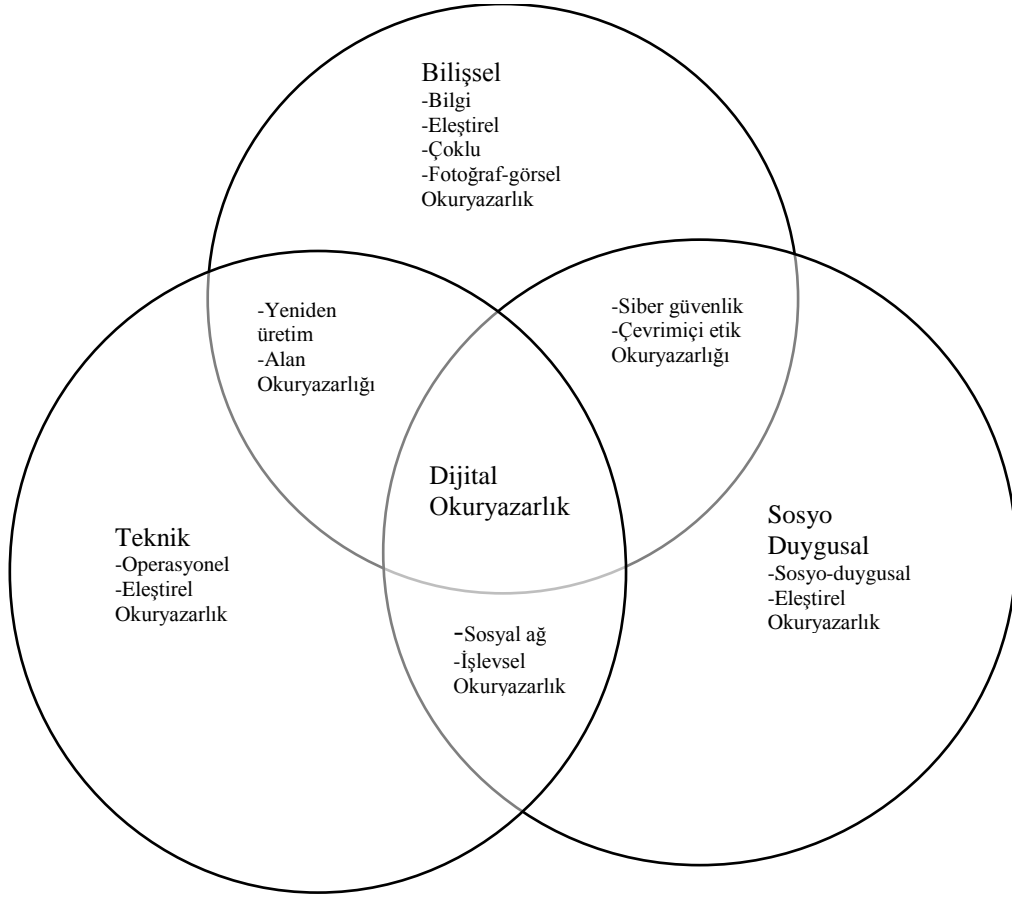 Bilişsel
-Bilgi
-Eleştirel
-Çoklu
-Fotoğraf-görsel
Okuryazarlık
-Yeniden
üretim
-Alan
Okuryazarlığı
-Siber güvenlik
-Çevrimiçi etik
Okuryazarlığı
Dijital
Okuryazarlık
Teknik
-Operasyonel
-Eleştirel
Okuryazarlık
Sosyo
Duygusal
-Sosyo-duygusal
-Eleştirel
Okuryazarlık
-Sosyal ağ
-İşlevsel
Okuryazarlık